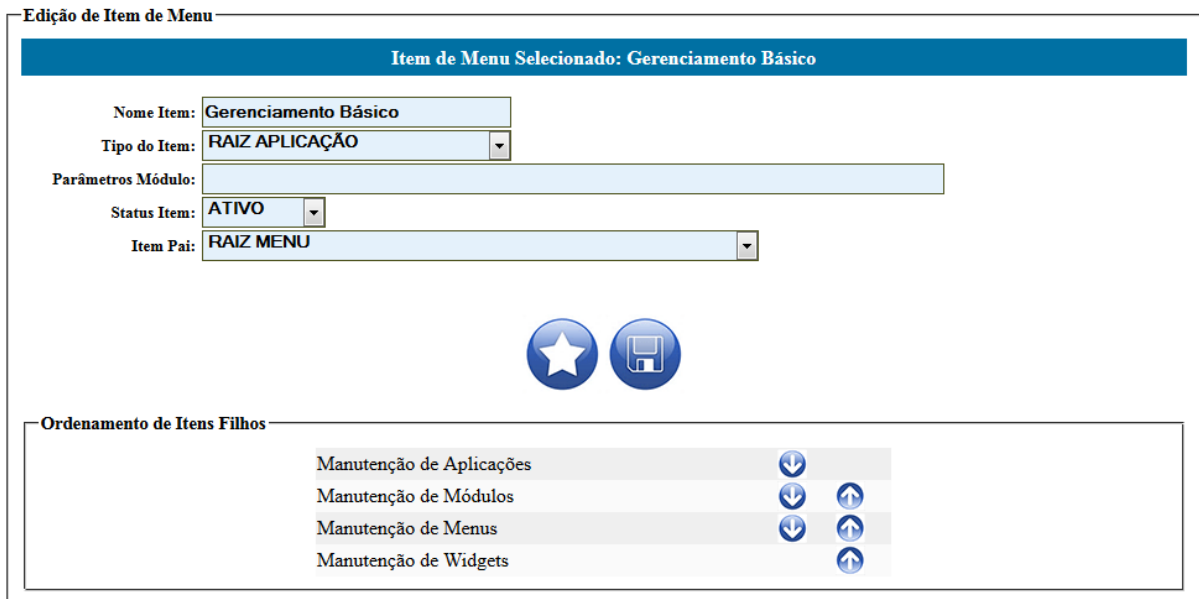 Edição de Item de Menu
Item de Menu Selecionado: Gerenciamento Básico
Nome Item: Gerenciamento Básico
Tipo do Item: RAIZ APLICAÇÃO
Parâmetros Módulo:
Status Item: ATIVO
Item Pai: RAIZ MENU
Ordenamento de Itens Filhos
Manutenção de Aplicações
Manutenção de Módulos
Manutenção de Menus
Manutenção de Widgets